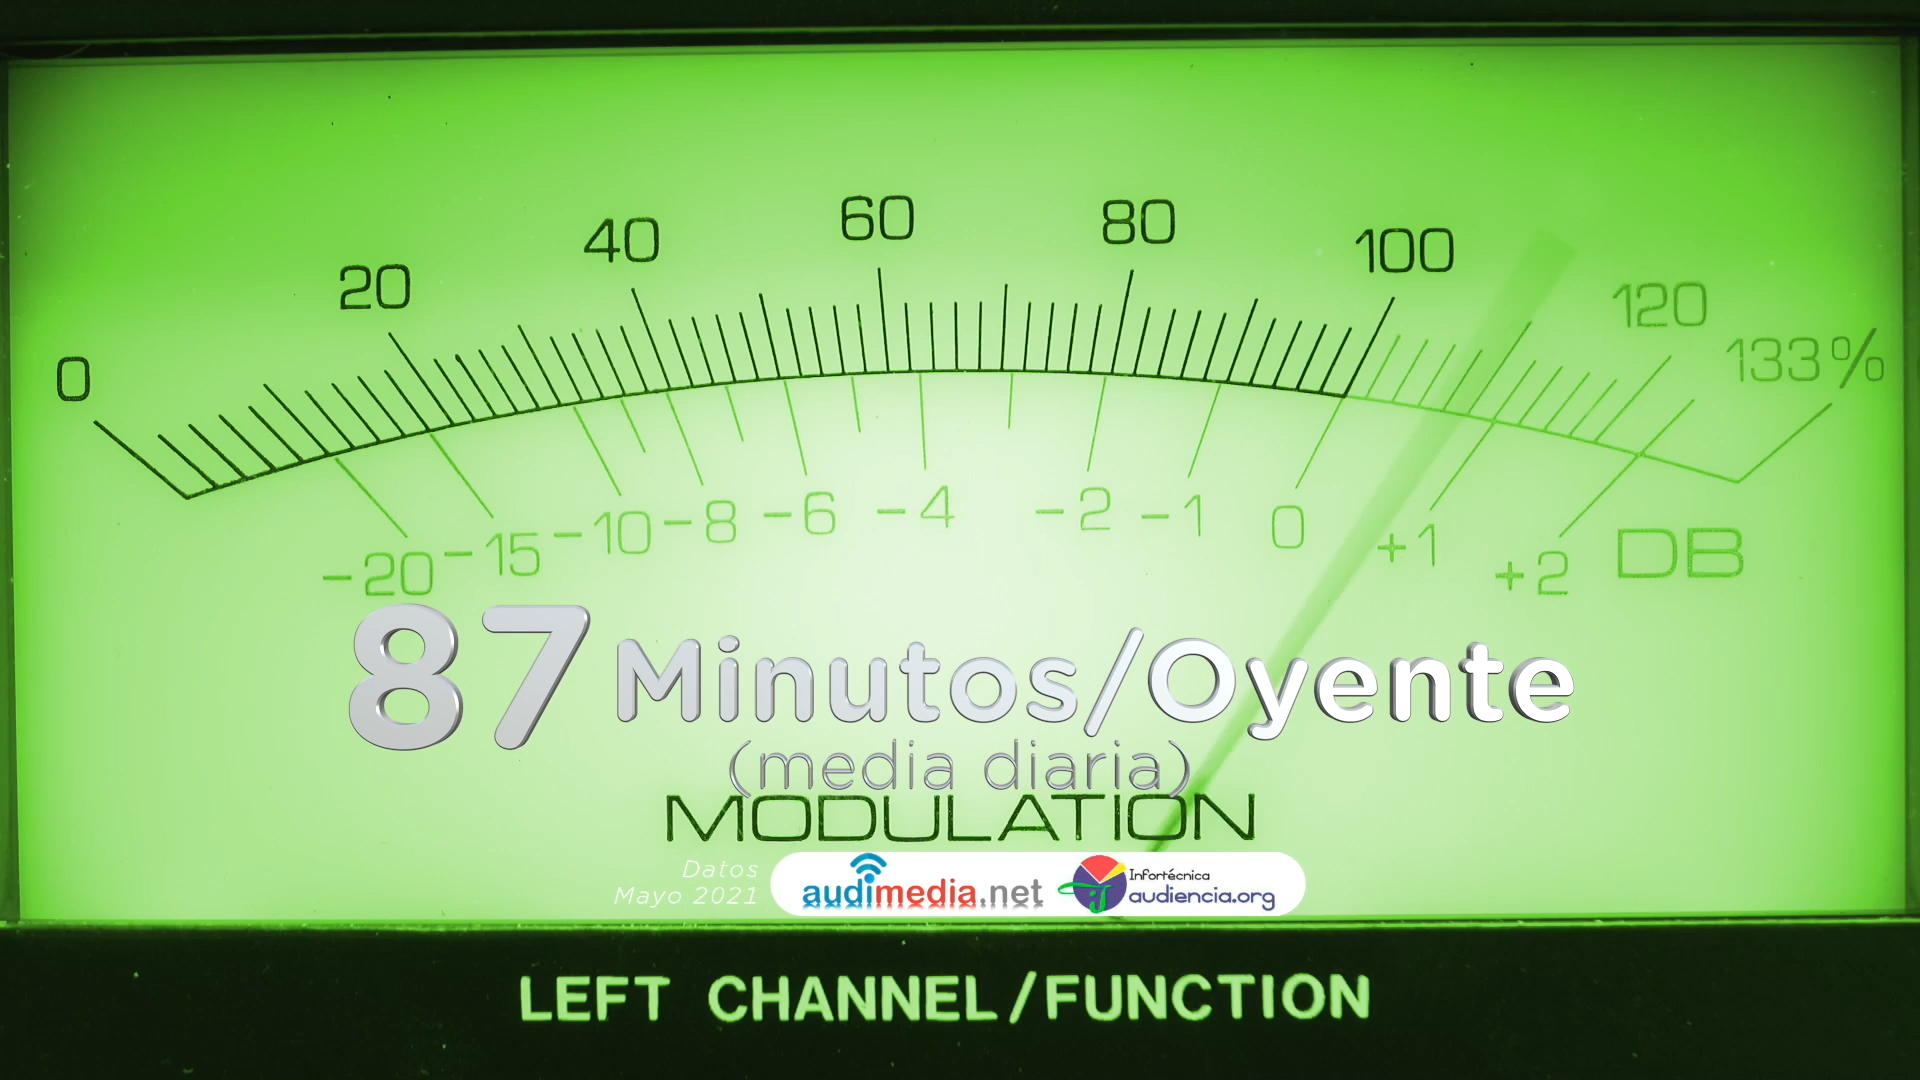 0 20 40 60 80 100 120 133%
-20 -15 -10 -8 -6 -4 -2 -1 0 +1 +2 DB
87 Minutos/Oyente
(media diaria)
MODULATION
Datos
Mayo 2021
audimedia.net
Infortécnica
audiencia.org
LEFT CHANNEL/FUNCTION